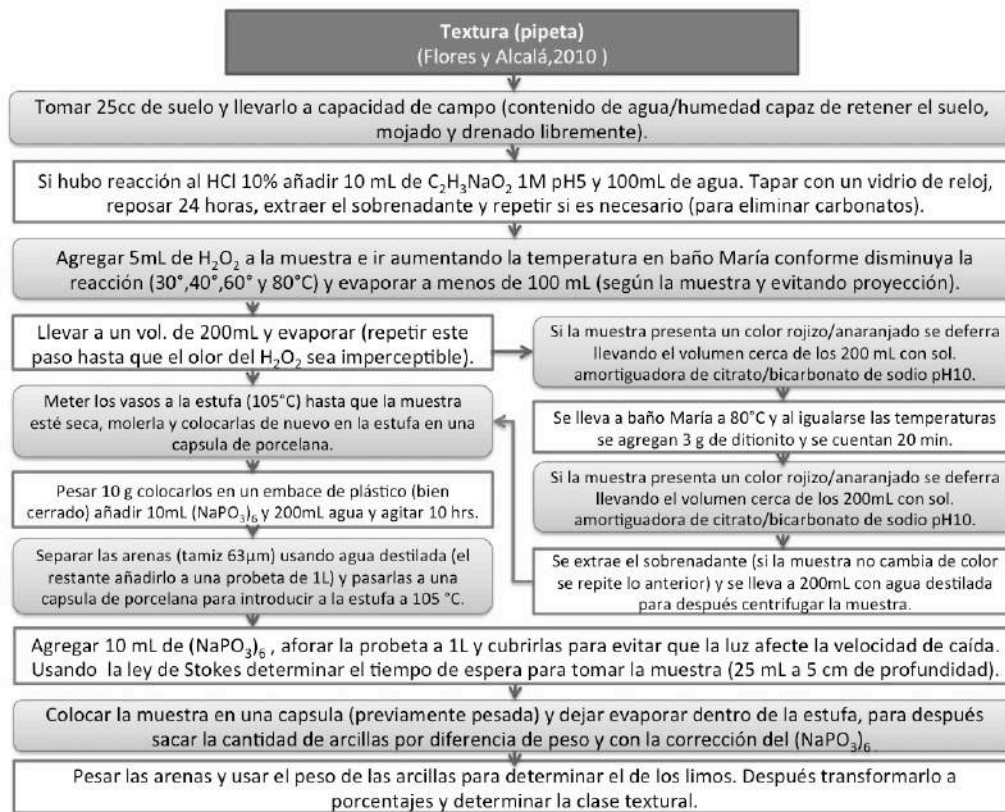 Textura (pipeta)
(Flores y Alcalá,2010 )
Tomar 25cc de suelo y llevarlo a capacidad de campo (contenido de agua/humedad capaz de retener el suelo,
mojado y drenado libremente).
Si hubo reacción al HCl 10% añadir 10 mL de C₂H₃NaO₂ 1M pH5 y 100mL de agua. Tapar con un vidrio de reloj,
reposar 24 horas, extraer el sobrenadante y repetir si es necesario (para eliminar carbonatos).
Agregar 5mL de H₂O₂ a la muestra e ir aumentando la temperatura en baño María conforme disminuya la
reacción (30°,40°,60° y 80°C) y evaporar a menos de 100 mL (según la muestra y evitando proyección).
Llevar a un vol. de 200mL y evaporar (repetir este
paso hasta que el olor del H₂O₂ sea imperceptible).
Si la muestra presenta un color rojizo/anaranjado se deferra
llevando el volumen cerca de los 200 mL con sol.
amortiguadora de citrato/bicarbonato de sodio pH10.
Se lleva a baño María a 80°C y al igualarse las temperaturas
se agregan 3 g de ditionito y se cuentan 20 min.
Si la muestra presenta un color rojizo/anaranjado se deferra
llevando el volumen cerca de los 200mL con sol.
amortiguadora de citrato/bicarbonato de sodio pH10.
Se extrae el sobrenadante (si la muestra no cambia de color
se repite lo anterior) y se lleva a 200mL con agua destilada
para después centrifugar la muestra.
Meter los vasos a la estufa (105°C) hasta que la muestra
esté seca, molerla y colocarlas de nuevo en la estufa en una
capsula de porcelana.
Pesar 10 g colocarlos en un embace de plástico (bien
cerrado) añadir 10mL (NaPO₃)₆ y 200mL agua y agitar 10 hrs.
Separar las arenas (tamiz 63μm) usando agua destilada (el
restante añadirlo a una probeta de 1L) y pasarlas a una
capsula de porcelana para introducir a la estufa a 105 °C.
Agregar 10 mL de (NaPO₃)₆ , aforar la probeta a 1L y cubrirlas para evitar que la luz afecte la velocidad de caída.
Usando la ley de Stokes determinar el tiempo de espera para tomar la muestra (25 mL a 5 cm de profundidad).
Colocar la muestra en una capsula (previamente pesada) y dejar evaporar dentro de la estufa, para después
sacar la cantidad de arcillas por diferencia de peso y con la corrección del (NaPO₃)₆ .
Pesar las arenas y usar el peso de las arcillas para determinar el de los limos. Después transformarlo a
porcentajes y determinar la clase textural.